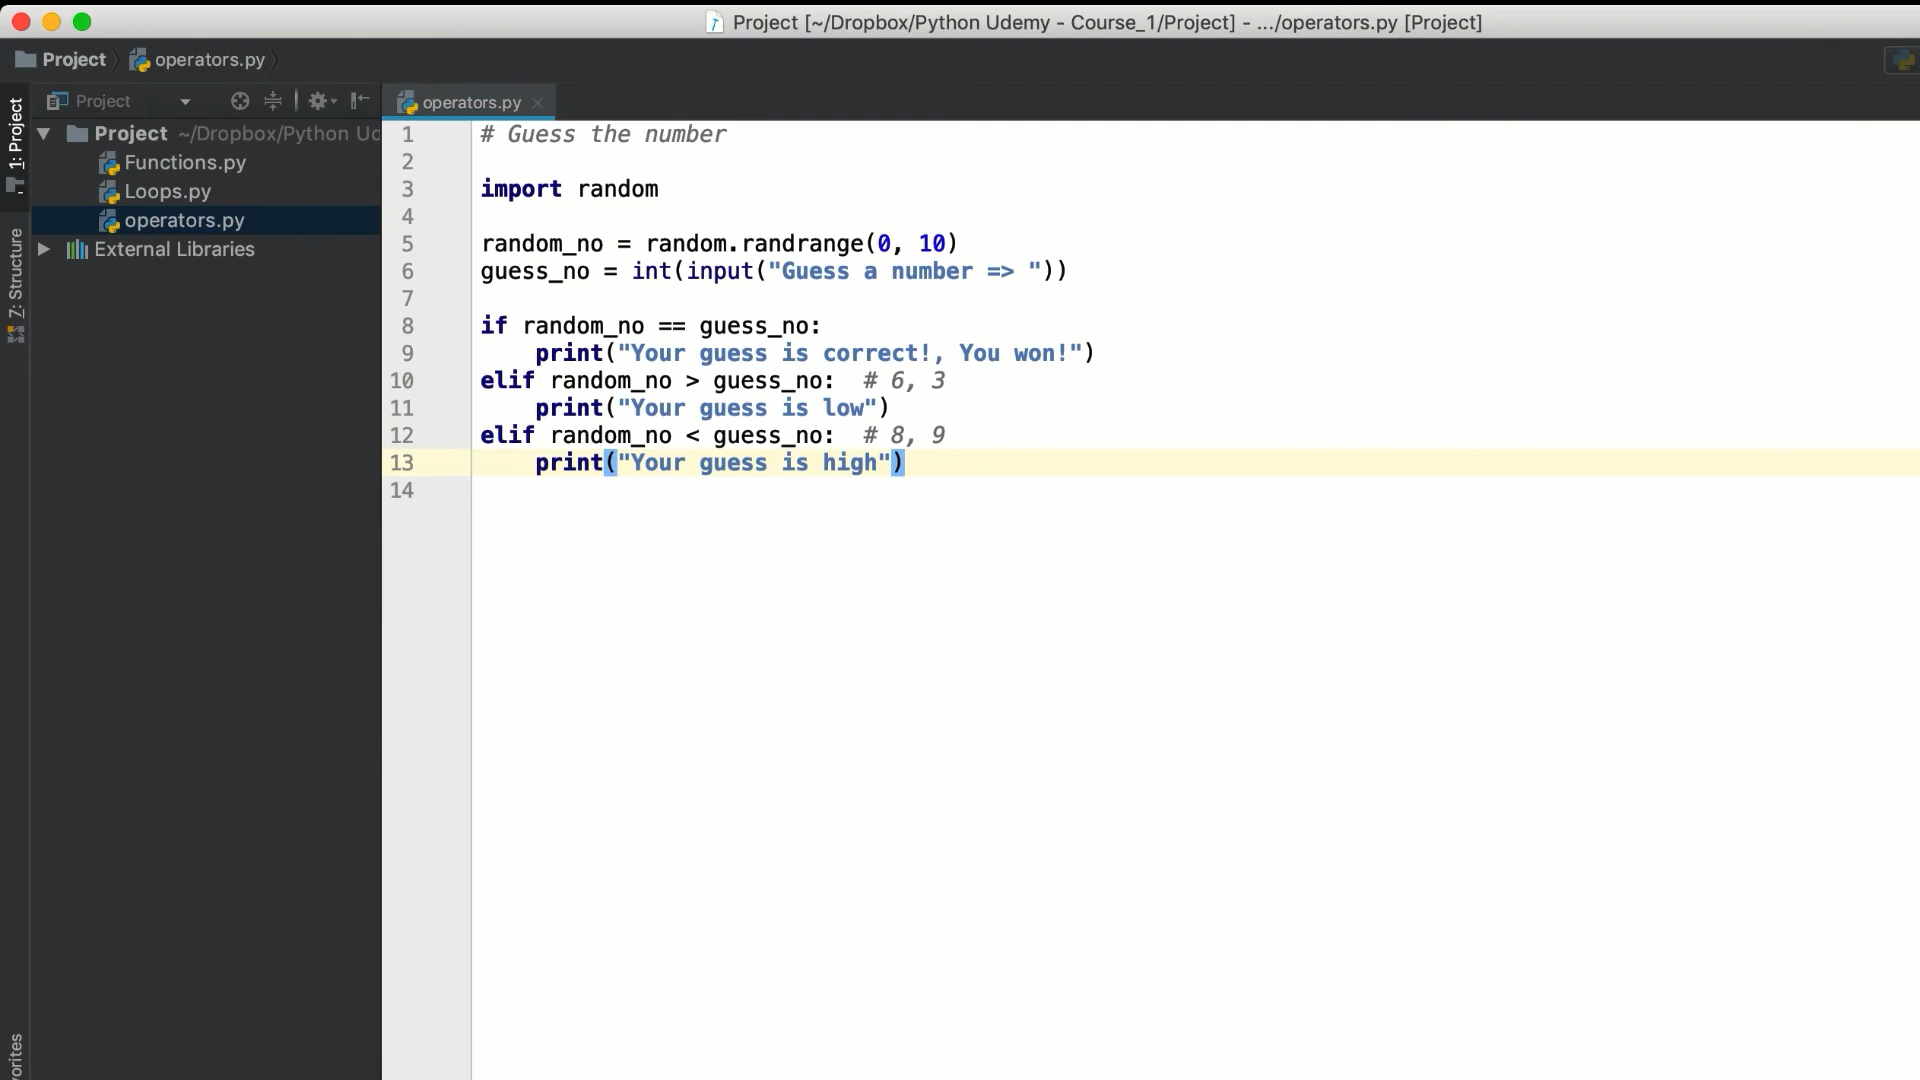 Project [~/Dropbox/Python Udemy - Course_1/Project] - .../operators.py [Project]
Project operators.py
1: Project
Z: Structure
orites
Project
Project ~/Dropbox/Python Ud
Functions.py
Loops.py
operators.py
External Libraries
operators.py
1 # Guess the number
2
3 import random
4
5 random_no = random.randrange(0, 10)
6 guess_no = int(input("Guess a number => "))
7
8 if random_no == guess_no:
9     print("Your guess is correct!, You won!")
10 elif random_no > guess_no:  # 6, 3
11     print("Your guess is low")
12 elif random_no < guess_no:  # 8, 9
13     print("Your guess is high")
14